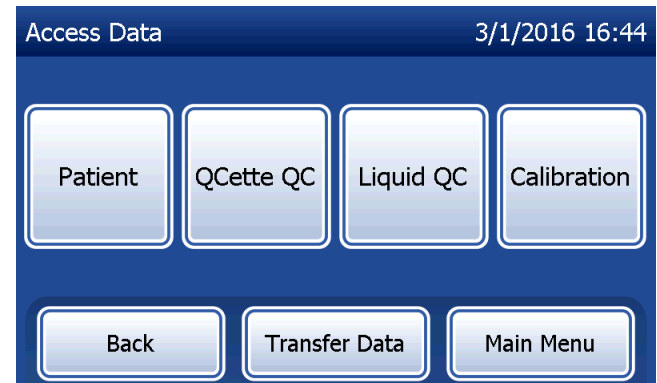 Access Data 3/1/2016 16:44
Patient QCette QC Liquid QC Calibration
Back Transfer Data Main Menu